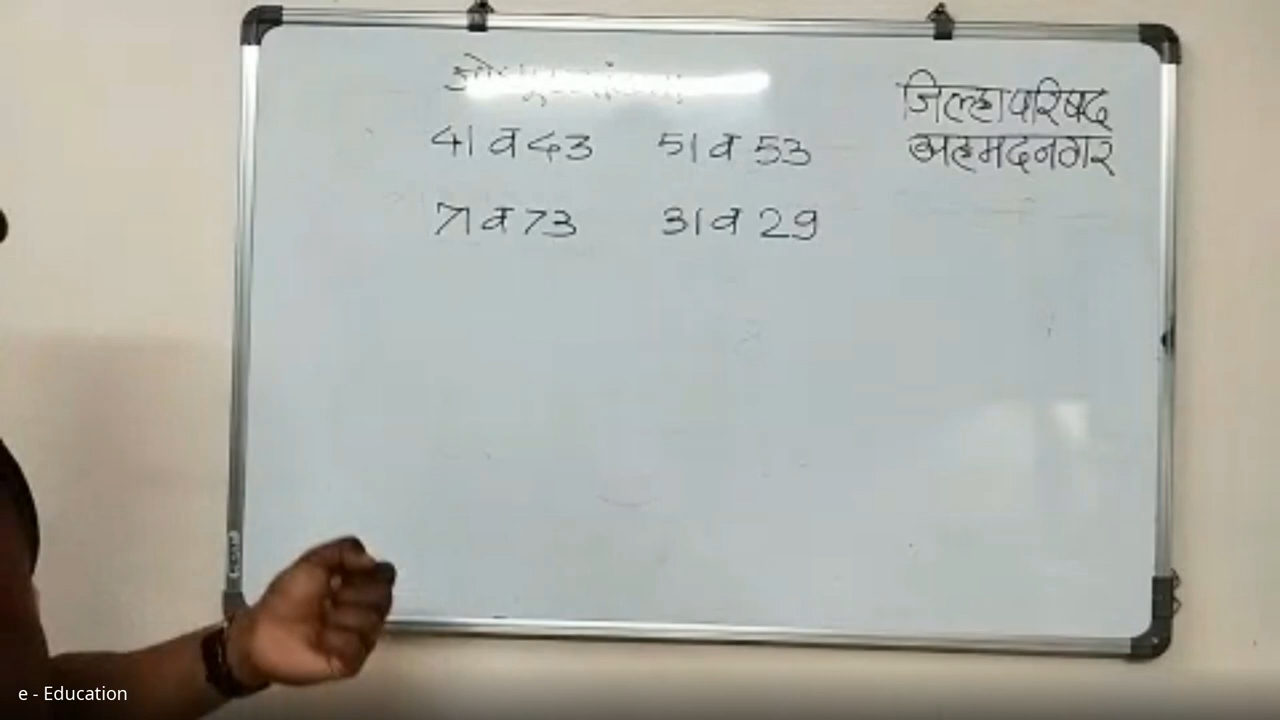 41 व 43 51 व 53
71 व 73 31 व 29
जिल्हा परिषद
अहमदनगर
e - Education